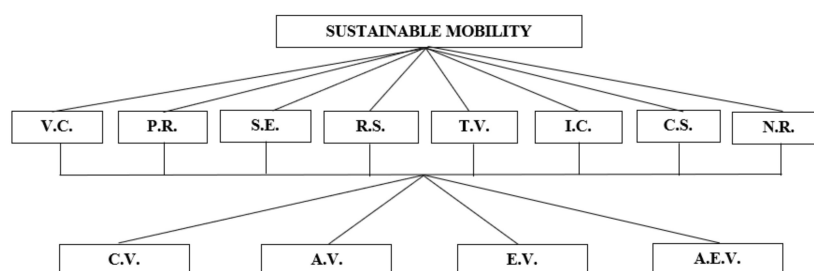 SUSTAINABLE MOBILITY
V.C. P.R. S.E. R.S. T.V. I.C. C.S. N.R.
C.V. A.V. E.V. A.E.V.